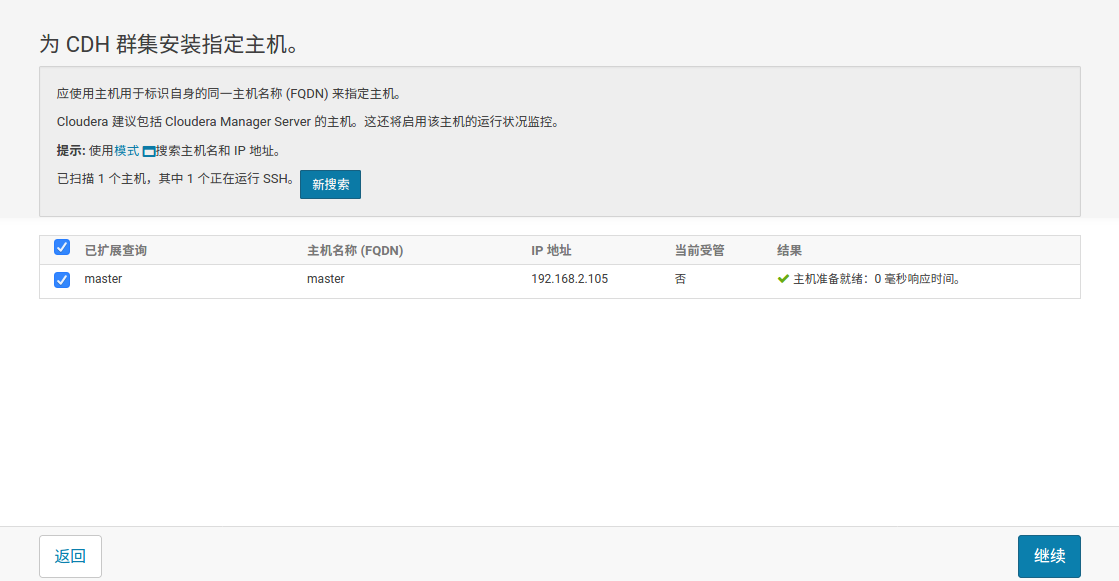 为 CDH 群集安装指定主机。
应使用主机用于标识自身的同一主机名称 (FQDN) 来指定主机。
Cloudera 建议包括 Cloudera Manager Server 的主机。这还将启用该主机的运行状况监控。
提示: 使用模式 搜索主机名和 IP 地址。
已扫描 1 个主机，其中 1 个正在运行 SSH。 新搜索
已扩展查询 主机名称 (FQDN) IP 地址 当前受管 结果
master master 192.168.2.105 否 主机准备就绪：0 毫秒响应时间。
返回 继续